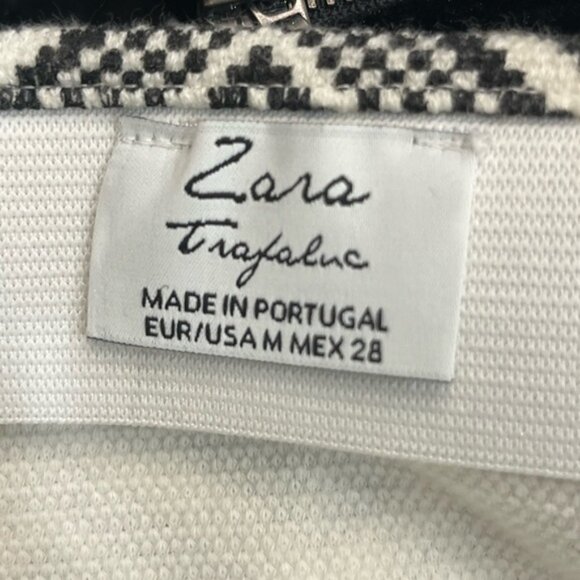 Zara
Trafaluc
MADE IN PORTUGAL
EUR/USA M MEX 28